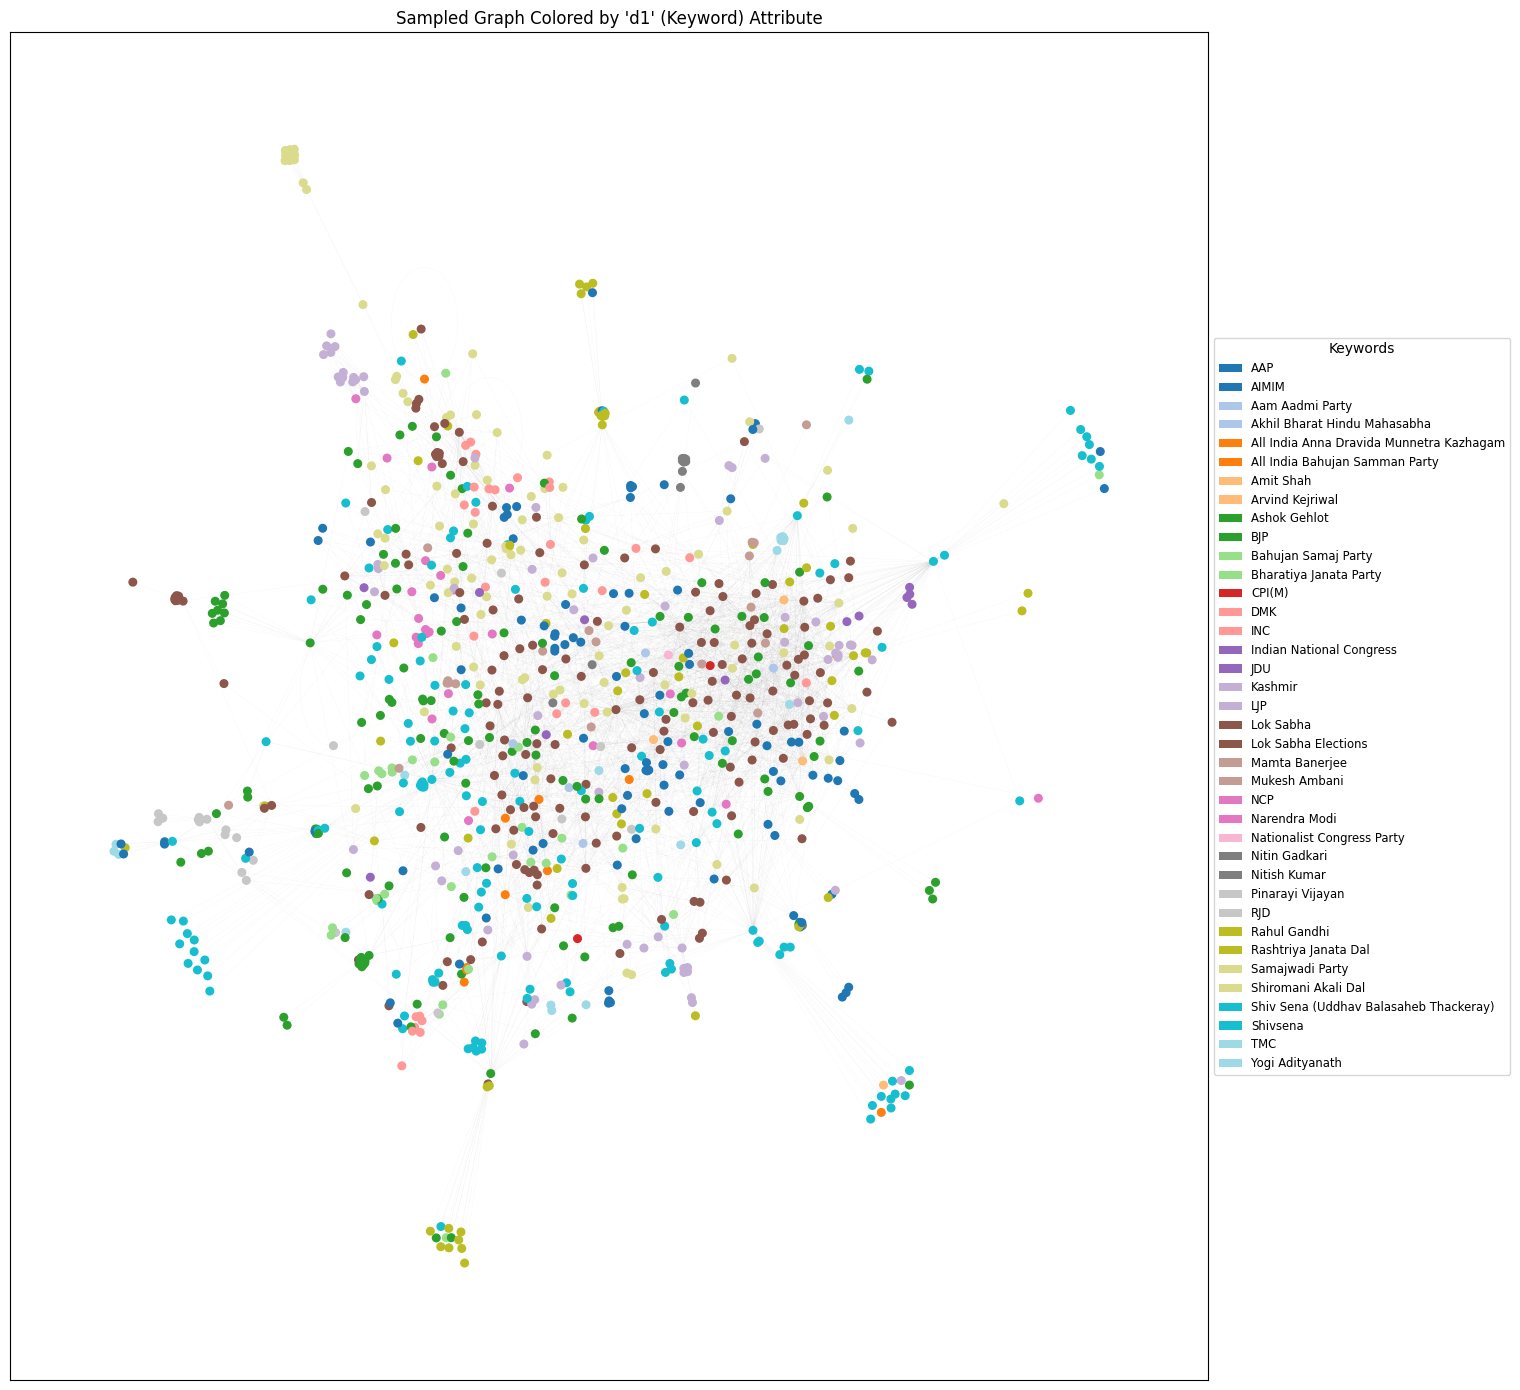 Sampled Graph Colored by 'd1' (Keyword) Attribute
Keywords
AAP
AIMIM
Aam Aadmi Party
Akhil Bharat Hindu Mahasabha
All India Anna Dravida Munnetra Kazhagam
All India Bahujan Samman Party
Amit Shah
Arvind Kejriwal
Ashok Gehlot
BJP
Bahujan Samaj Party
Bharatiya Janata Party
CPI(M)
DMK
INC
Indian National Congress
JDU
Kashmir
LJP
Lok Sabha
Lok Sabha Elections
Mamta Banerjee
Mukesh Ambani
NCP
Narendra Modi
Nationalist Congress Party
Nitin Gadkari
Nitish Kumar
Pinarayi Vijayan
RJD
Rahul Gandhi
Rashtriya Janata Dal
Samajwadi Party
Shiromani Akali Dal
Shiv Sena (Uddhav Balasaheb Thackeray)
Shivsena
TMC
Yogi Adityanath